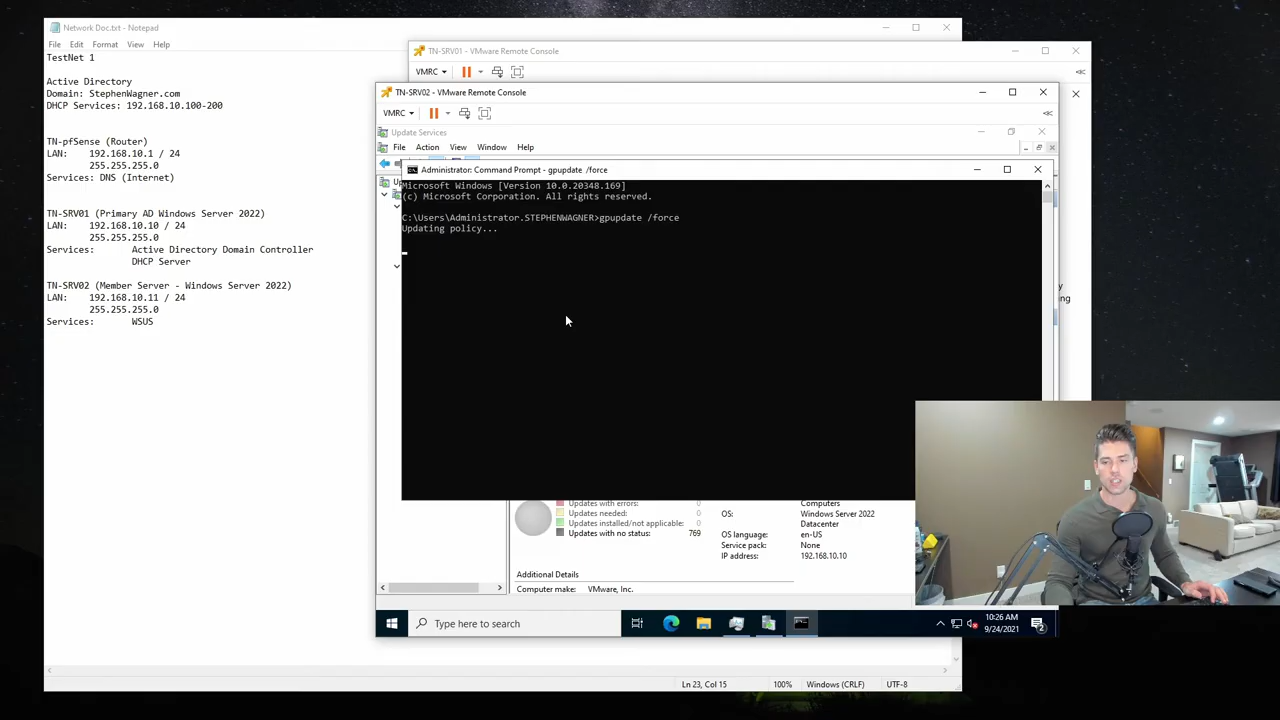 Network Doc.txt - Notepad
File Edit Format View Help
TestNet 1
Active Directory
Domain: StephenWagner.com
DHCP Services: 192.168.10.100-200
TN-pfSense (Router)
LAN: 192.168.10.1 / 24
255.255.255.0
Services: DNS (Internet)
TN-SRV01 (Primary AD Windows Server 2022)
LAN: 192.168.10.10 / 24
255.255.255.0
Services: Active Directory Domain Controller
DHCP Server
TN-SRV02 (Member Server - Windows Server 2022)
LAN: 192.168.10.11 / 24
255.255.255.0
Services: WSUS
TN-SRV01 - VMware Remote Console
VMRC
TN-SRV02 - VMware Remote Console
VMRC
Update Services
File Action View Window Help
Administrator: Command Prompt - gpupdate /force
Microsoft Windows [Version 10.0.20348.169]
(c) Microsoft Corporation. All rights reserved.
C:\Users\Administrator.STEPHENWAGNER>gpupdate /force
Updating policy...
Updates with errors: 0
Updates needed: 0
Updates installed/not applicable: 0
Updates with no status: 769
Computers
OS: Windows Server 2022
Datacenter
OS language: en-US
Service pack: None
IP address: 192.168.10.10
Additional Details
Computer make: VMware, Inc.
Type here to search
10:26 AM
9/24/2021
2
Ln 23, Col 15 100% Windows (CRLF) UTF-8